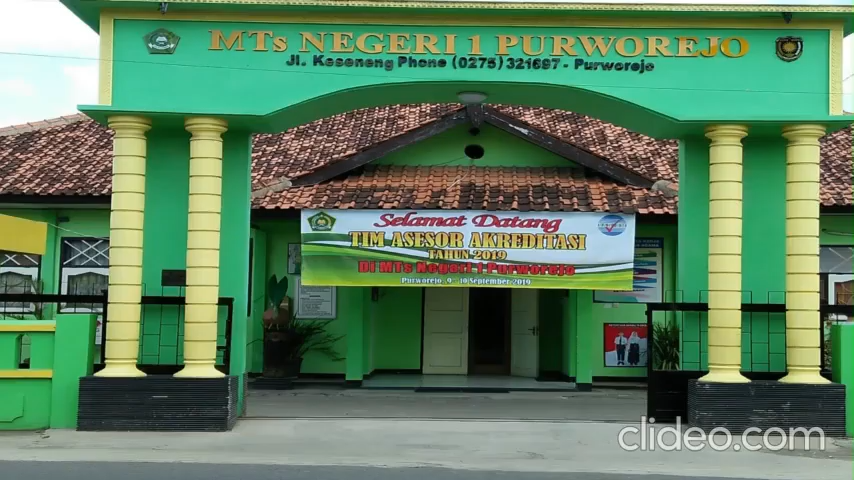 MTs NEGERI 1 PURWOREJO
Jl. Keseneng Phone (0275) 321697 - Purworejo
Selamat Datang
TIM ASESOR AKREDITASI
TAHUN 2019
Di MTs Negeri 1 Purworejo
Purworejo 9 - 10 September 2019
clideo.com